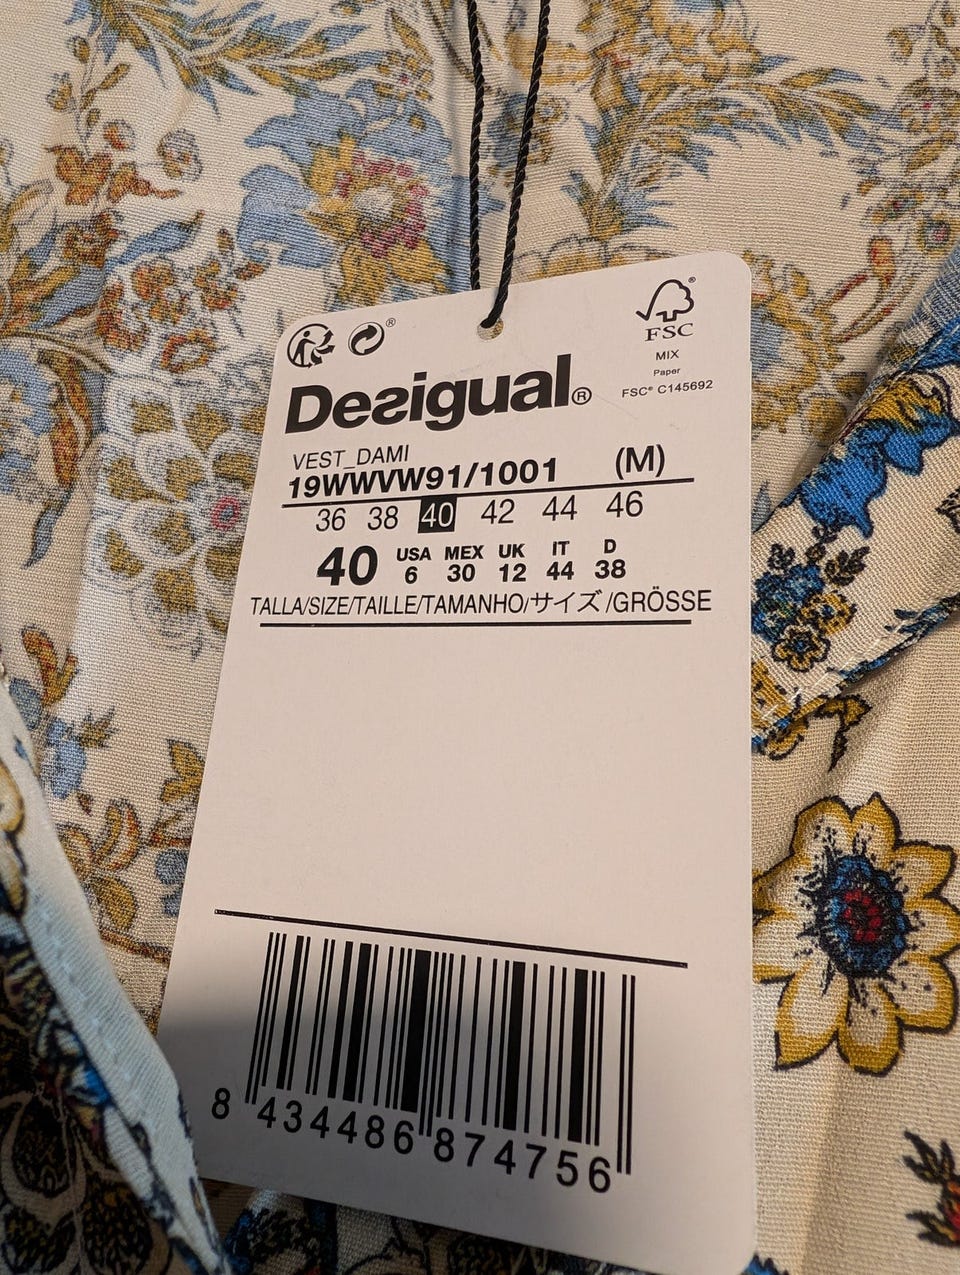 FSC®
MIX
Paper
FSC® C145692
®
Desigual®
VEST_DAMI
19WWVW91/1001 (M)
36 38 40 42 44 46
40 USA MEX UK IT D
6 30 12 44 38
TALLA/SIZE/TAILLE/TAMANHO/サイズ/GRÖSSE
8 434486 874756